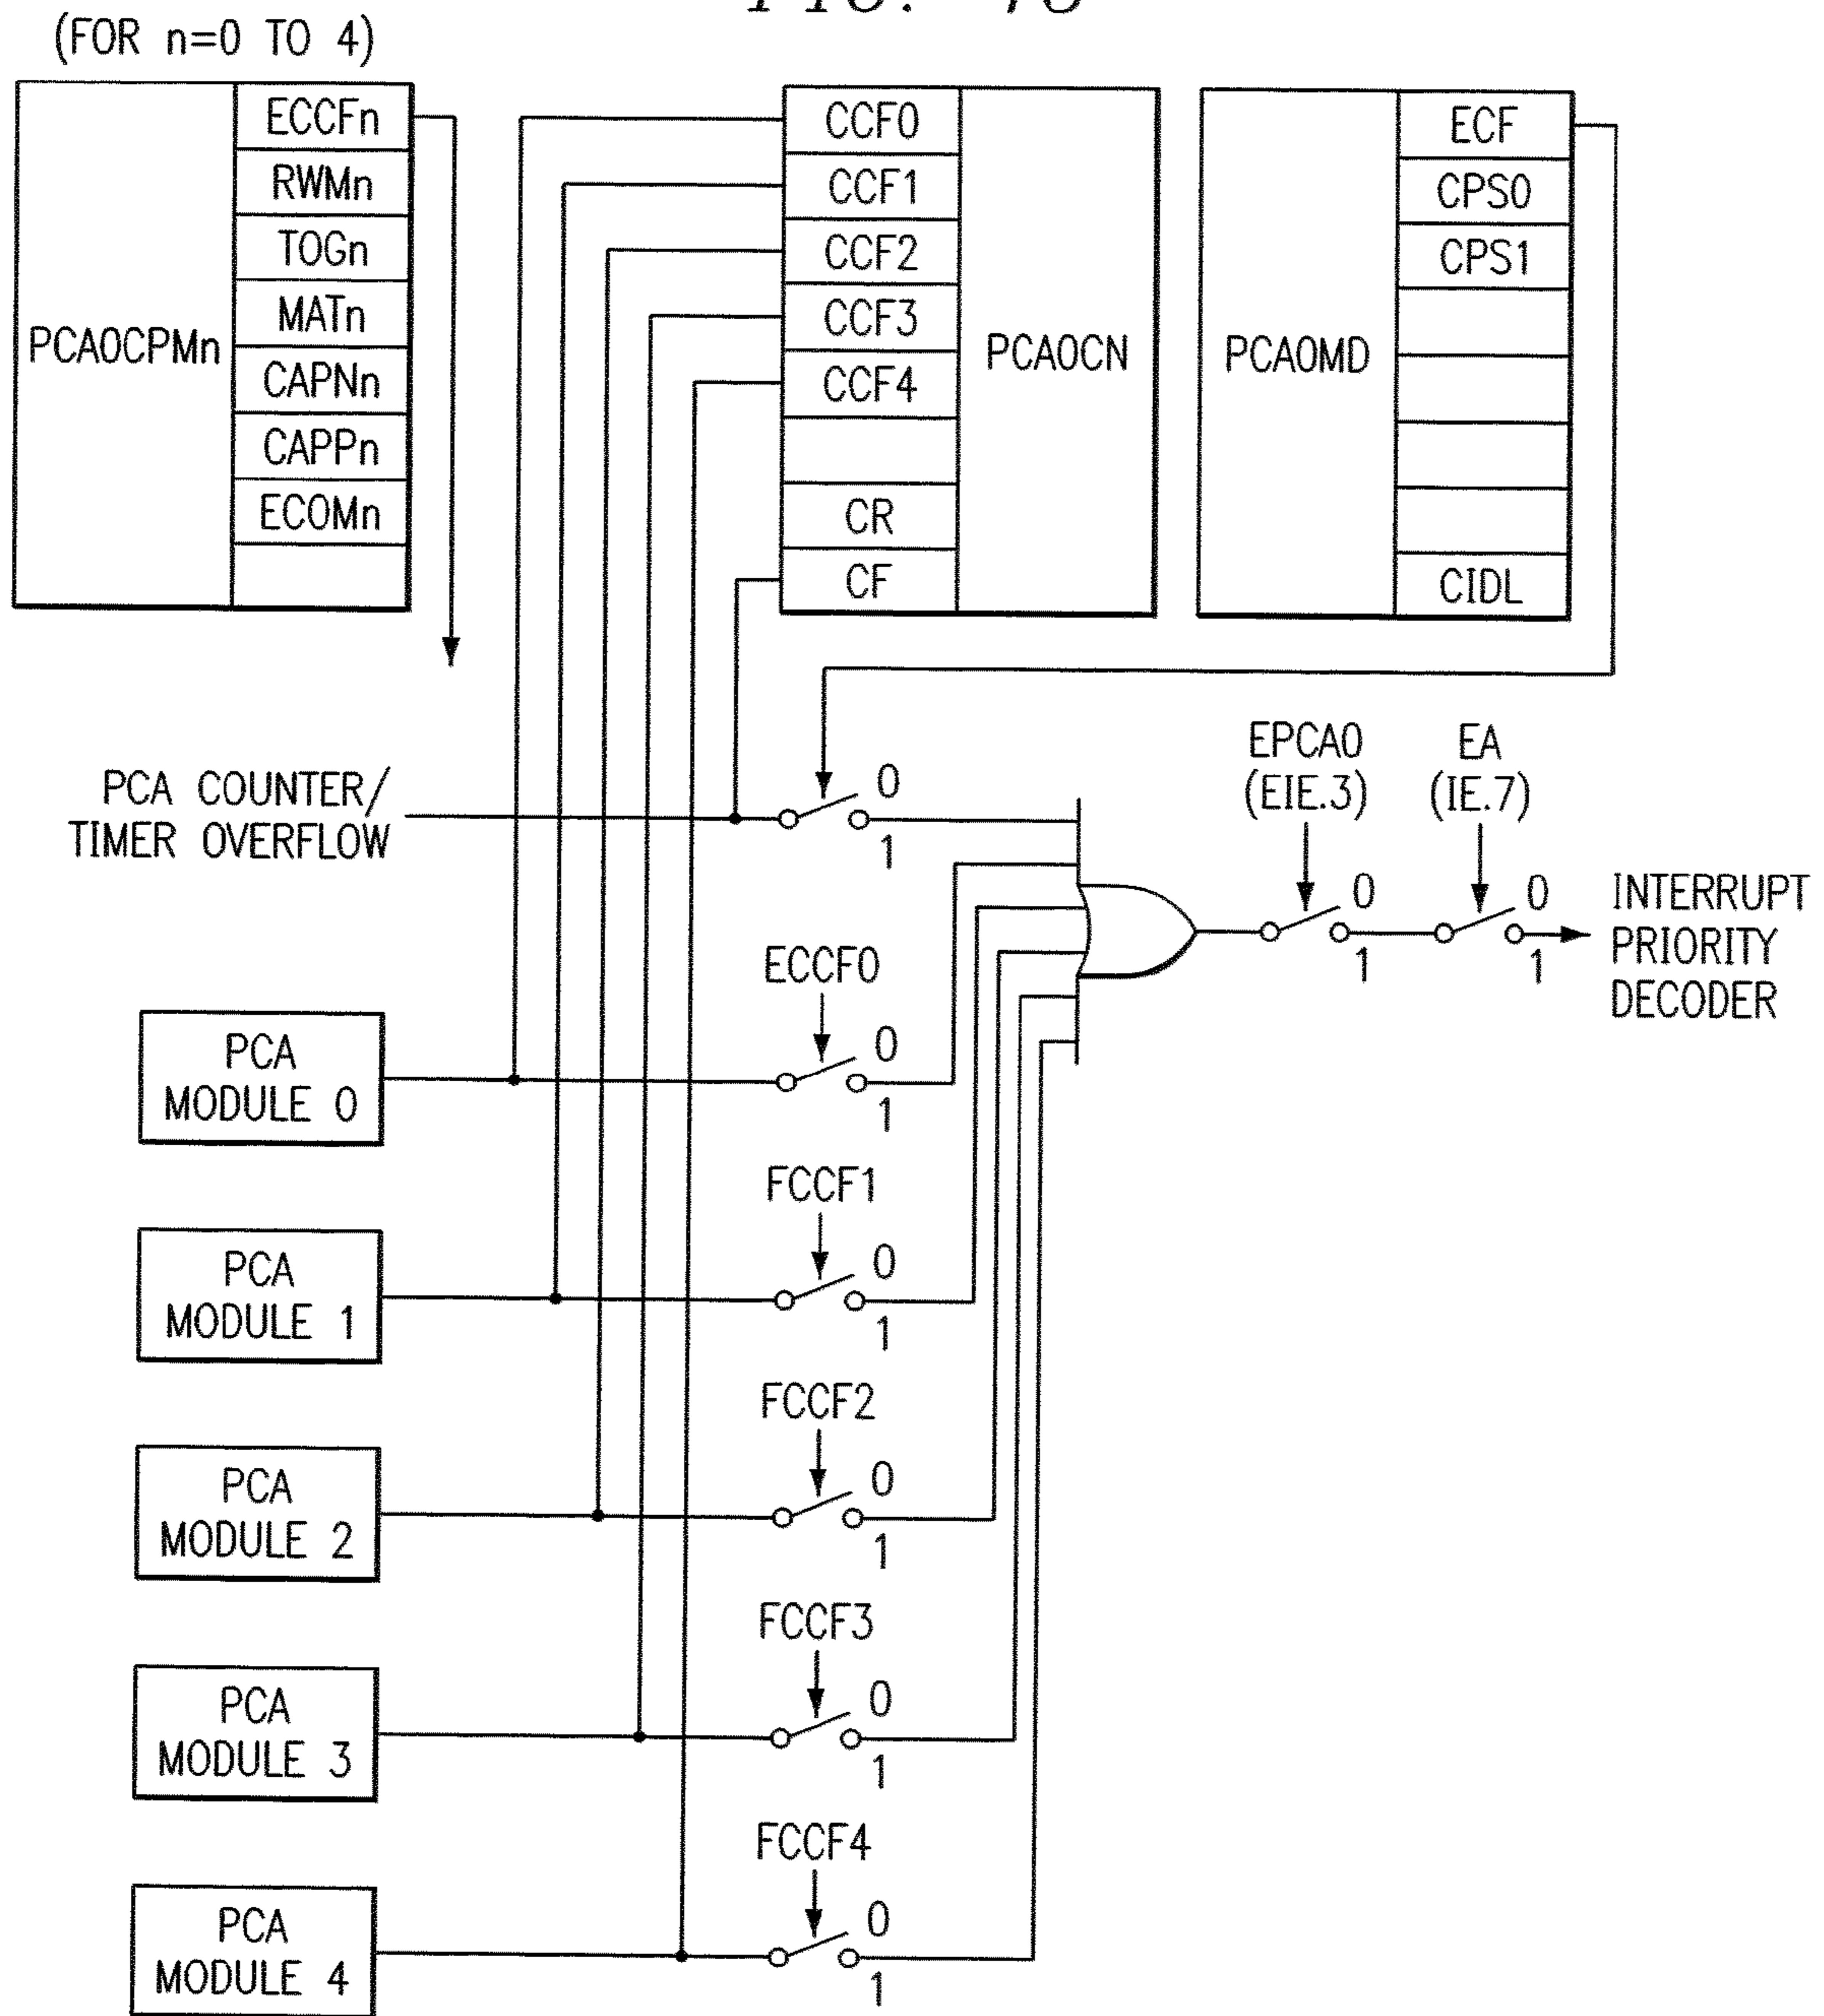 (FOR n=0 TO 4)
PCA0CPMn
ECCFn
RWMn
TOGn
MATn
CAPNn
CAPPn
ECOMn
CCF0
CCF1
CCF2
CCF3
CCF4
CR
CF
PCA0CN
PCA0MD
ECF
CPS0
CPS1
CIDL
PCA COUNTER/
TIMER OVERFLOW
0
1
EPCA0
(EIE.3)
0
1
EA
(IE.7)
0
1
INTERRUPT
PRIORITY
DECODER
PCA
MODULE 0
ECCF0
0
1
PCA
MODULE 1
FCCF1
0
1
PCA
MODULE 2
FCCF2
0
1
PCA
MODULE 3
FCCF3
0
1
PCA
MODULE 4
FCCF4
0
1